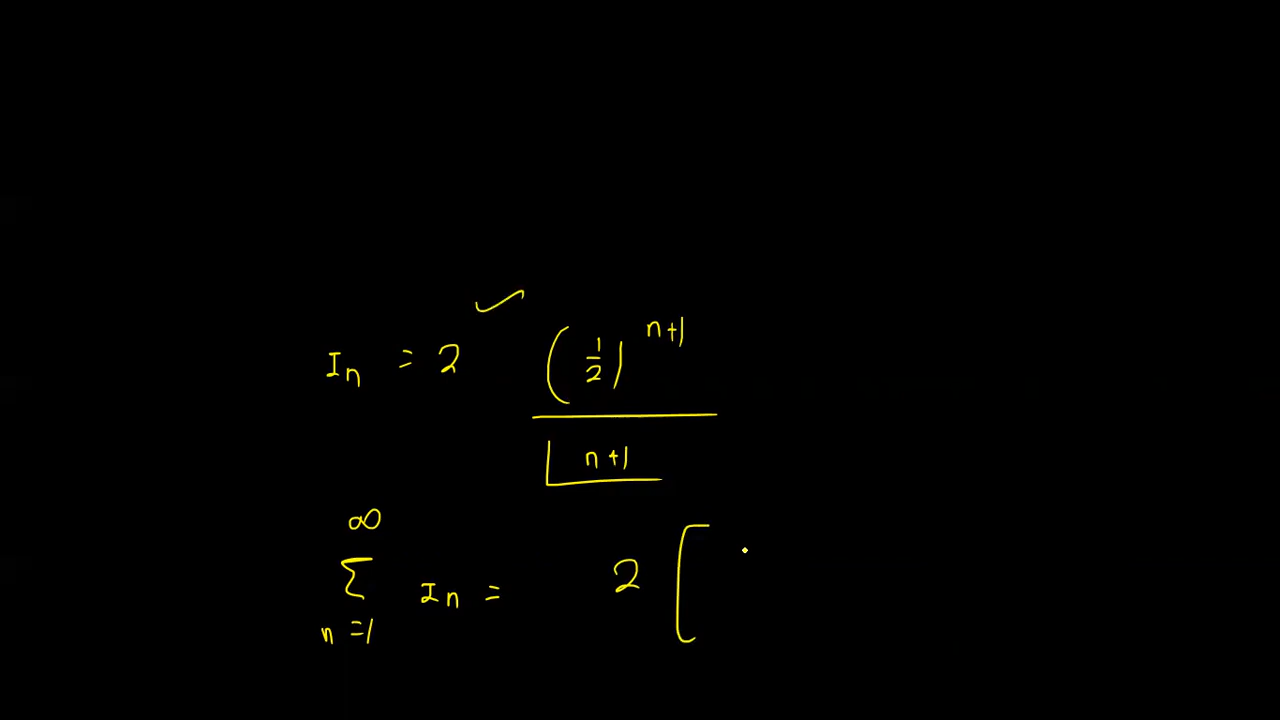 I_n = 2 (1/2)^{n+1} / ⌊n+1
∞
Σ I_n = 2 [
n=1